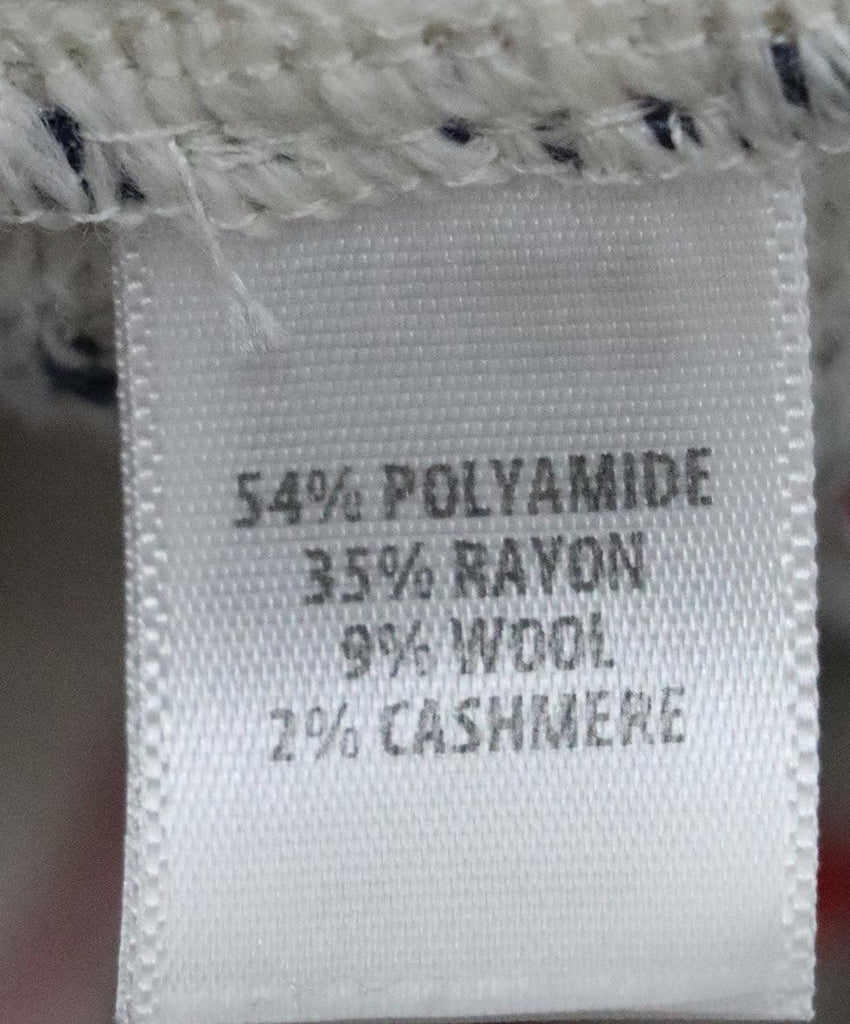 54% POLYAMIDE
35% RAYON
9% WOOL
2% CASHMERE